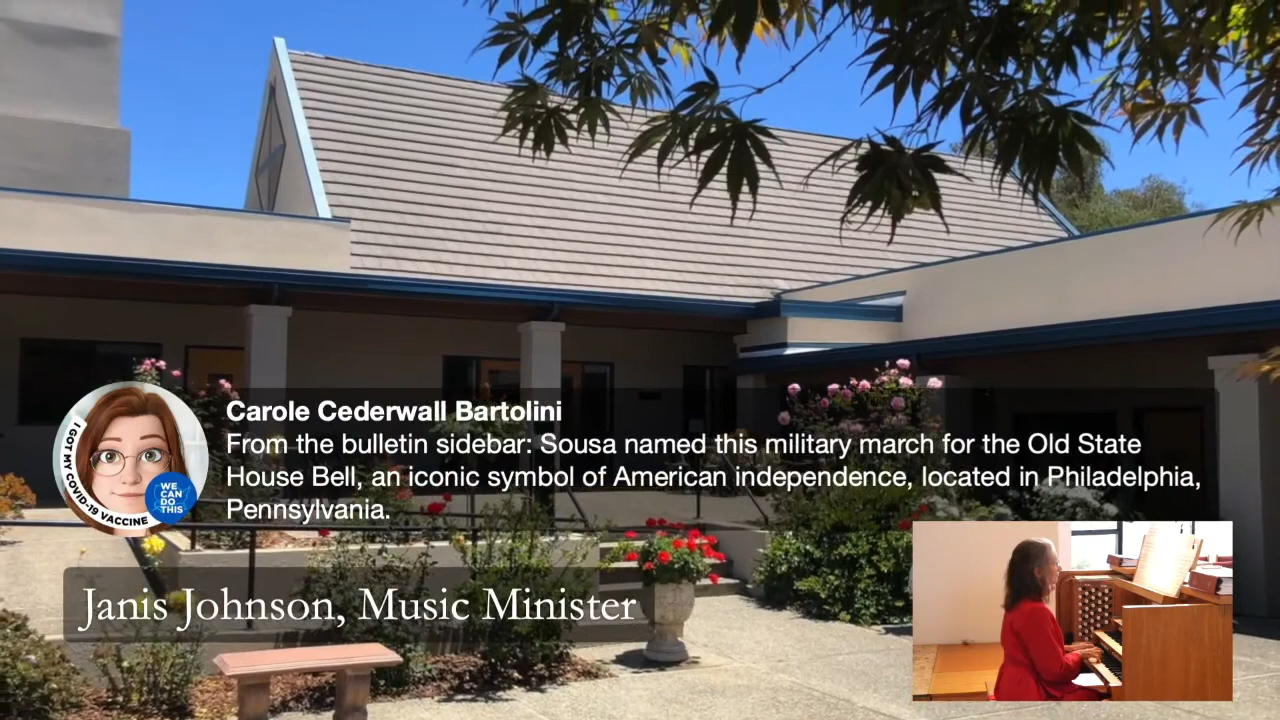 Carole Cederwall Bartolini
From the bulletin sidebar: Sousa named this military march for the Old State
House Bell, an iconic symbol of American independence, located in Philadelphia,
Pennsylvania.
I GOT MY COVID-19 VACCINE
WE
CAN DO
THIS
Janis Johnson, Music Minister